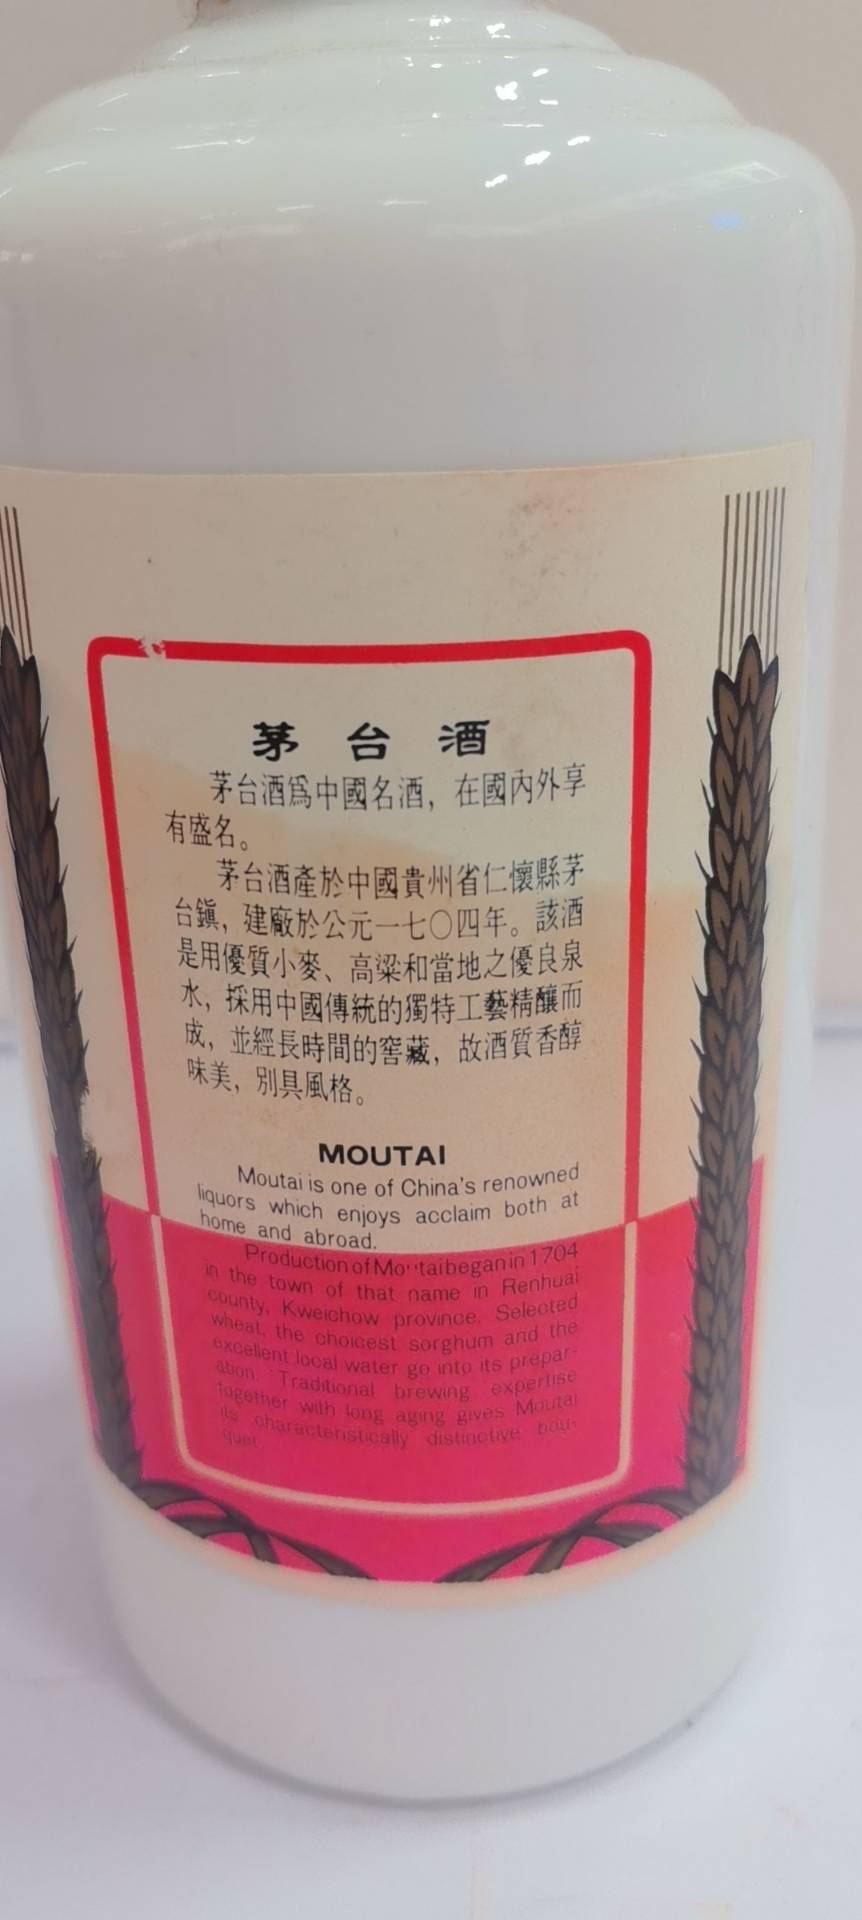 茅台酒
茅台酒爲中國名酒，在國內外享
有盛名。
茅台酒產於中國貴州省仁懷縣茅
台鎭，建廠於公元一七〇四年。該酒
是用優質小麥、高粱和當地之優良泉
水，採用中國傳統的獨特工藝精釀而
成，並經長時間的窖藏，故酒質香醇
味美，別具風格。
MOUTAI
Moutai is one of China's renowned
liquors which enjoys acclaim both at
home and abroad.
Production of Moutai began in 1704
in the town of that name in Renhuai
county, Kweichow province. Selected
wheat, the choicest sorghum and the
excellent local water go into its prepar-
ation. Traditional brewing expertise
together with long aging gives Moutai
its characteristically distinctive bou-
quet.